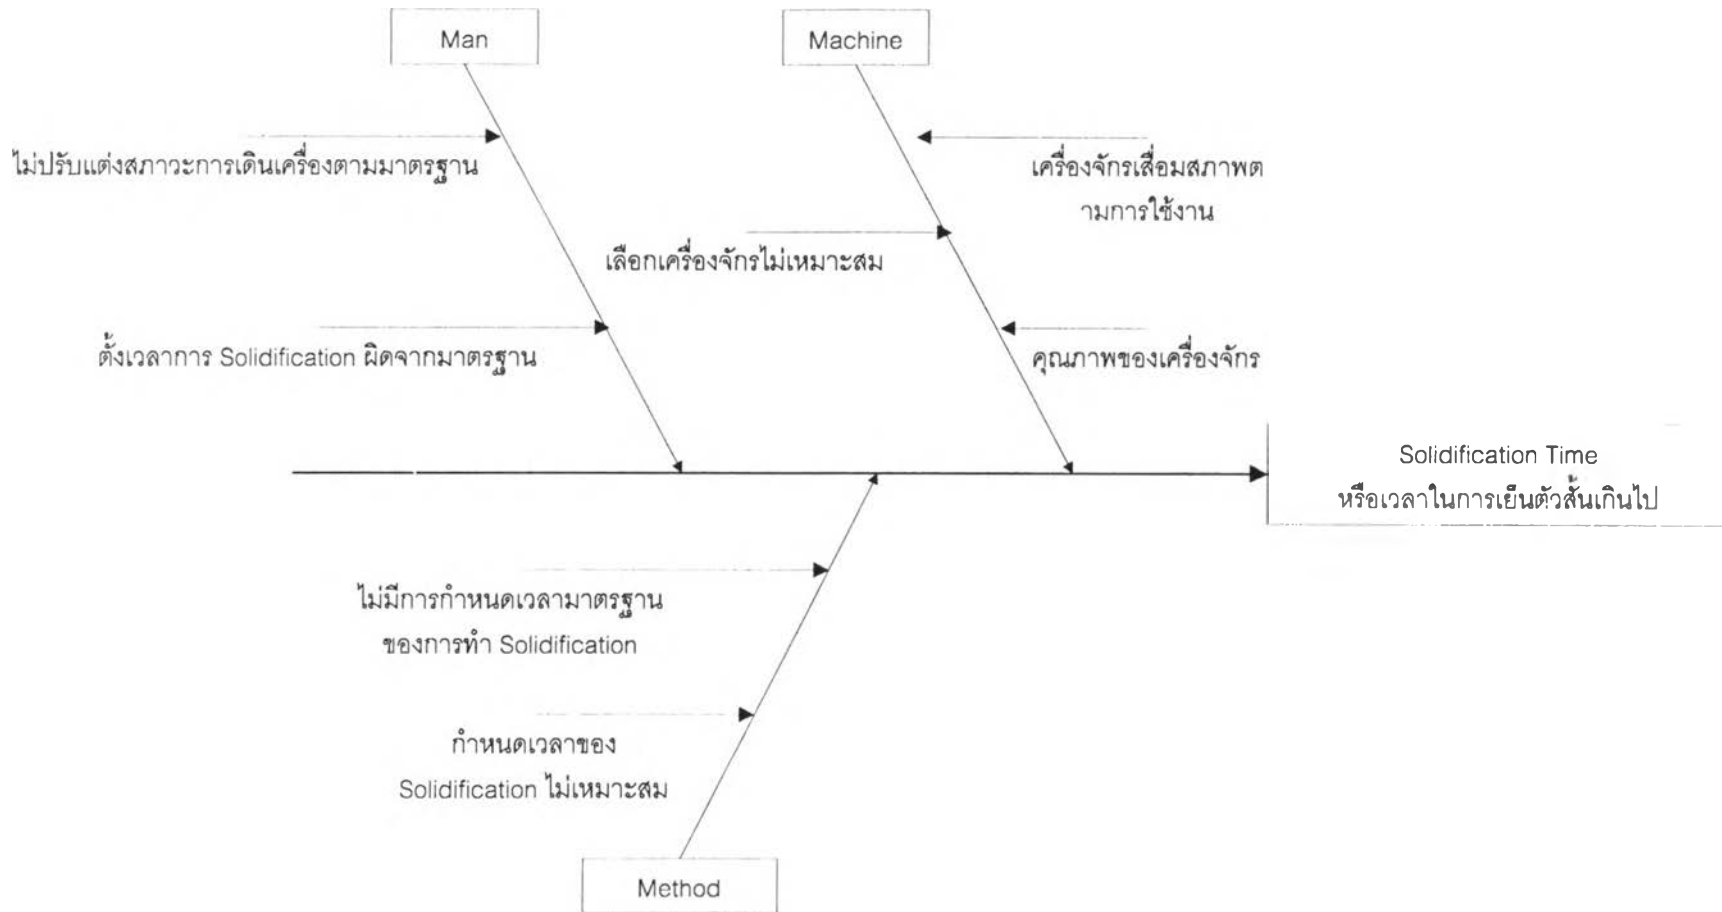 Man
Machine
ไม่ปรับแต่งสภาวะการเดินเครื่องตามมาตรฐาน
เครื่องจักรเสื่อมสภาพต
ามการใช้งาน
เลือกเครื่องจักรไม่เหมาะสม
ตั้งเวลาการ Solidification ผิดจากมาตรฐาน
คุณภาพของเครื่องจักร
Solidification Time
หรือเวลาในการเย็นตัวสั้นเกินไป
ไม่มีการกำหนดเวลามาตรฐาน
ของการทำ Solidification
กำหนดเวลาของ
Solidification ไม่เหมาะสม
Method